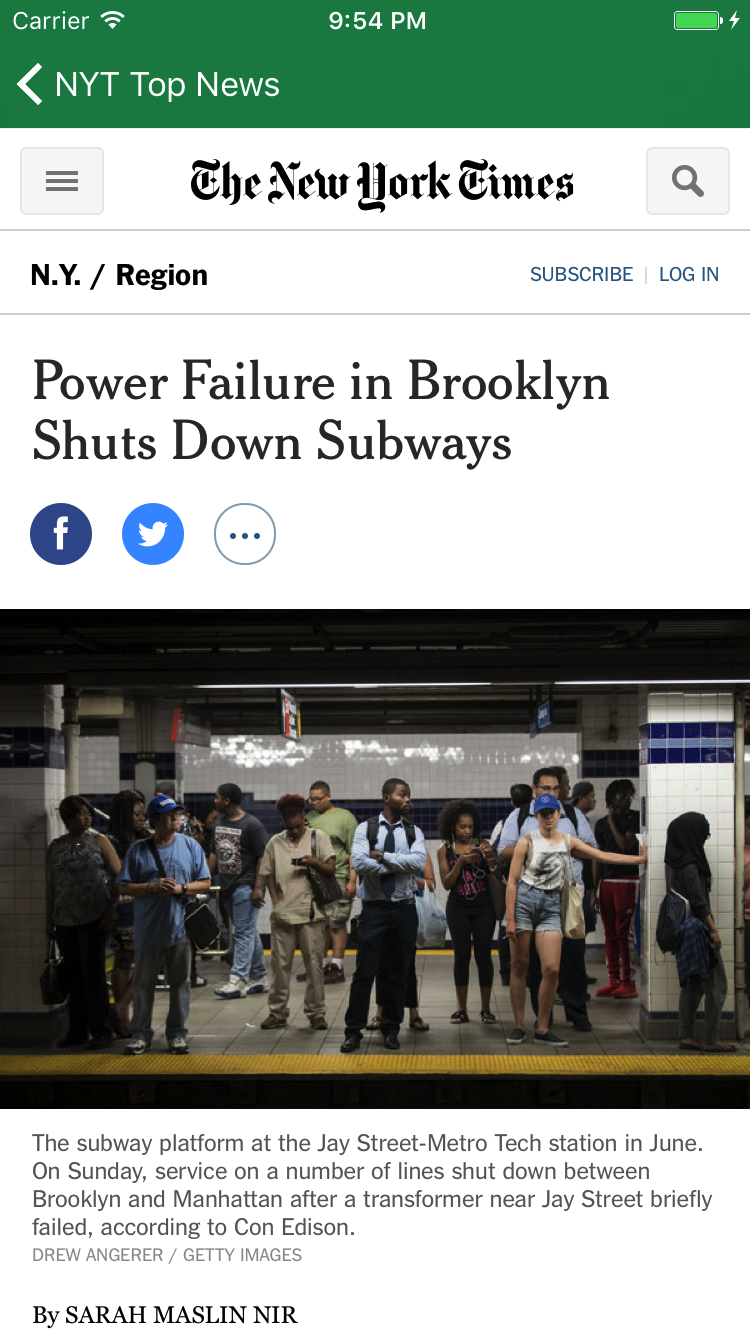 Carrier 9:54 PM
NYT Top News
The New York Times
N.Y. / Region SUBSCRIBE | LOG IN
Power Failure in Brooklyn
Shuts Down Subways
The subway platform at the Jay Street-Metro Tech station in June.
On Sunday, service on a number of lines shut down between
Brooklyn and Manhattan after a transformer near Jay Street briefly
failed, according to Con Edison.
DREW ANGERER / GETTY IMAGES
By SARAH MASLIN NIR